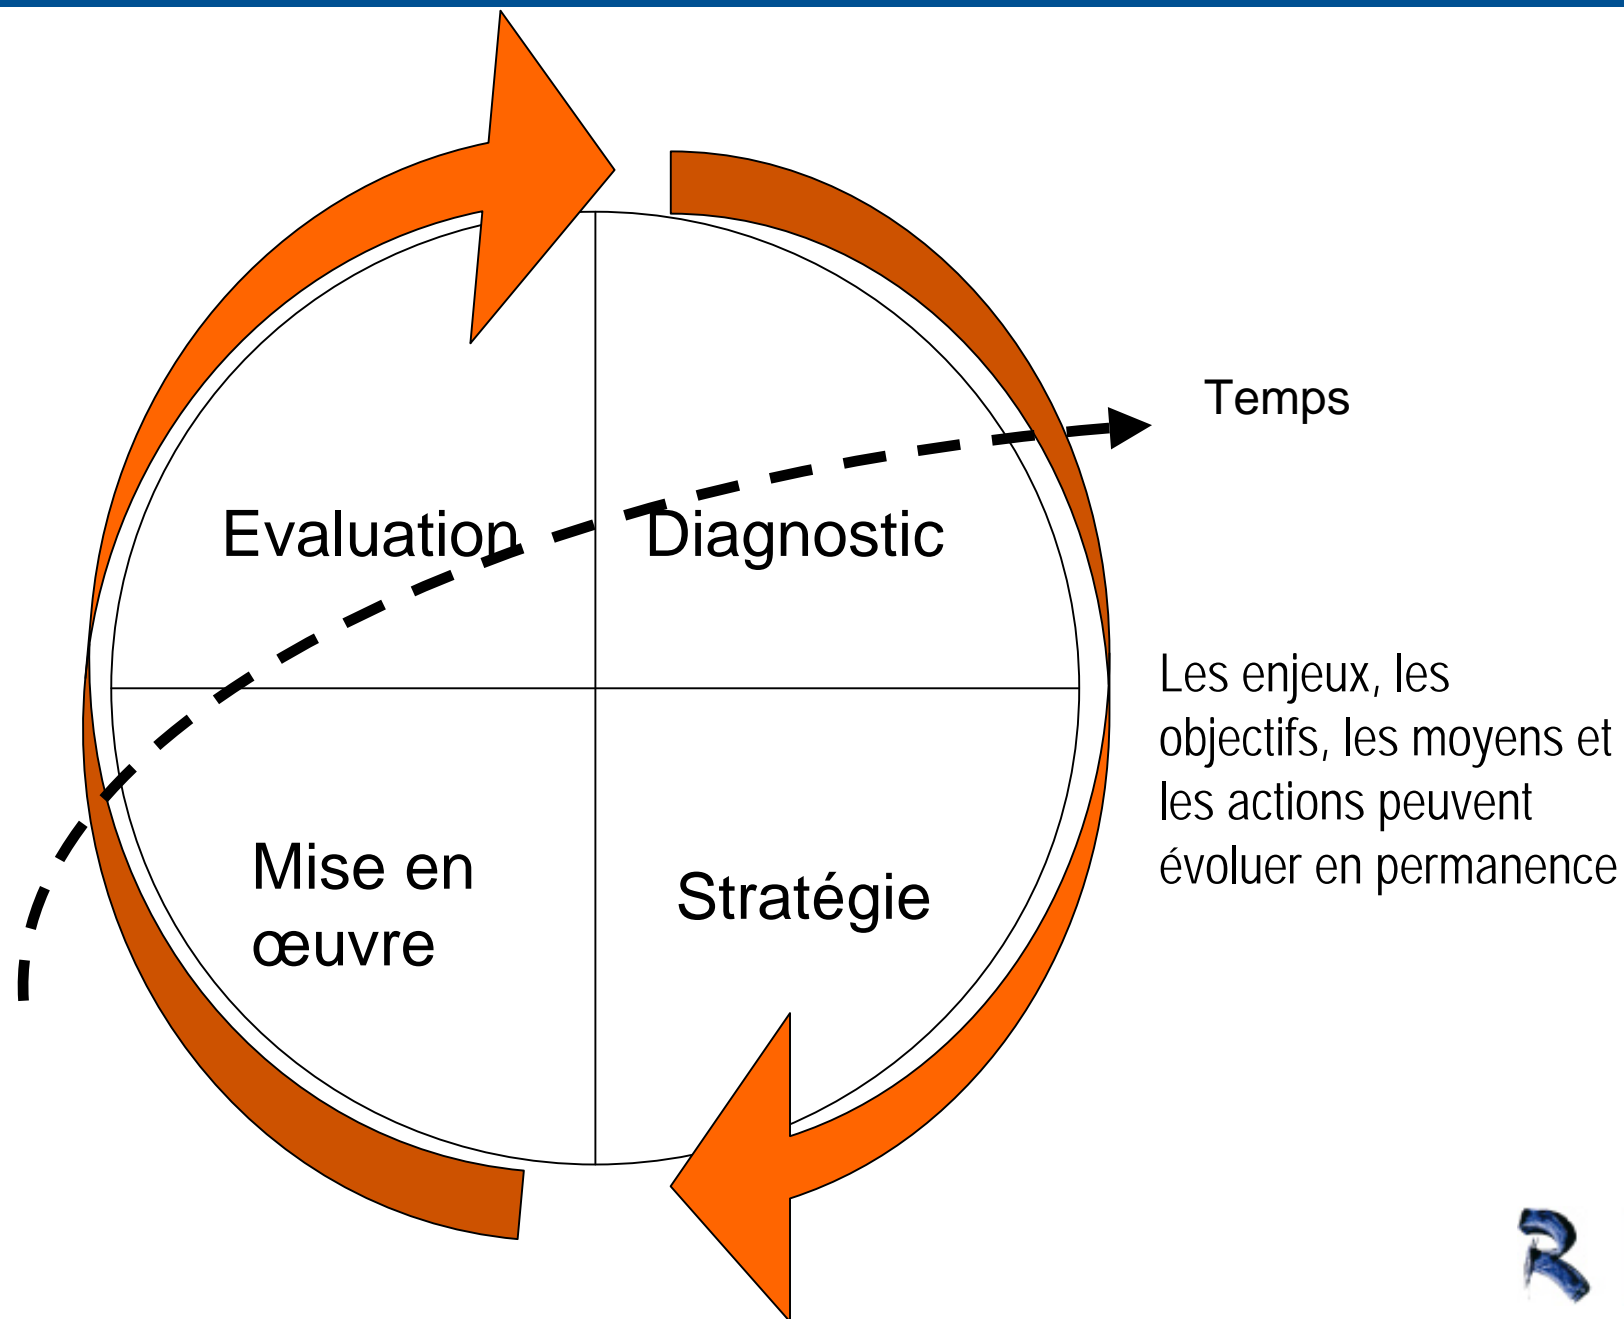 Temps
Evaluation
Diagnostic
Les enjeux, les
objectifs, les moyens et
les actions peuvent
évoluer en permanence
Mise en
œuvre
Stratégie
R